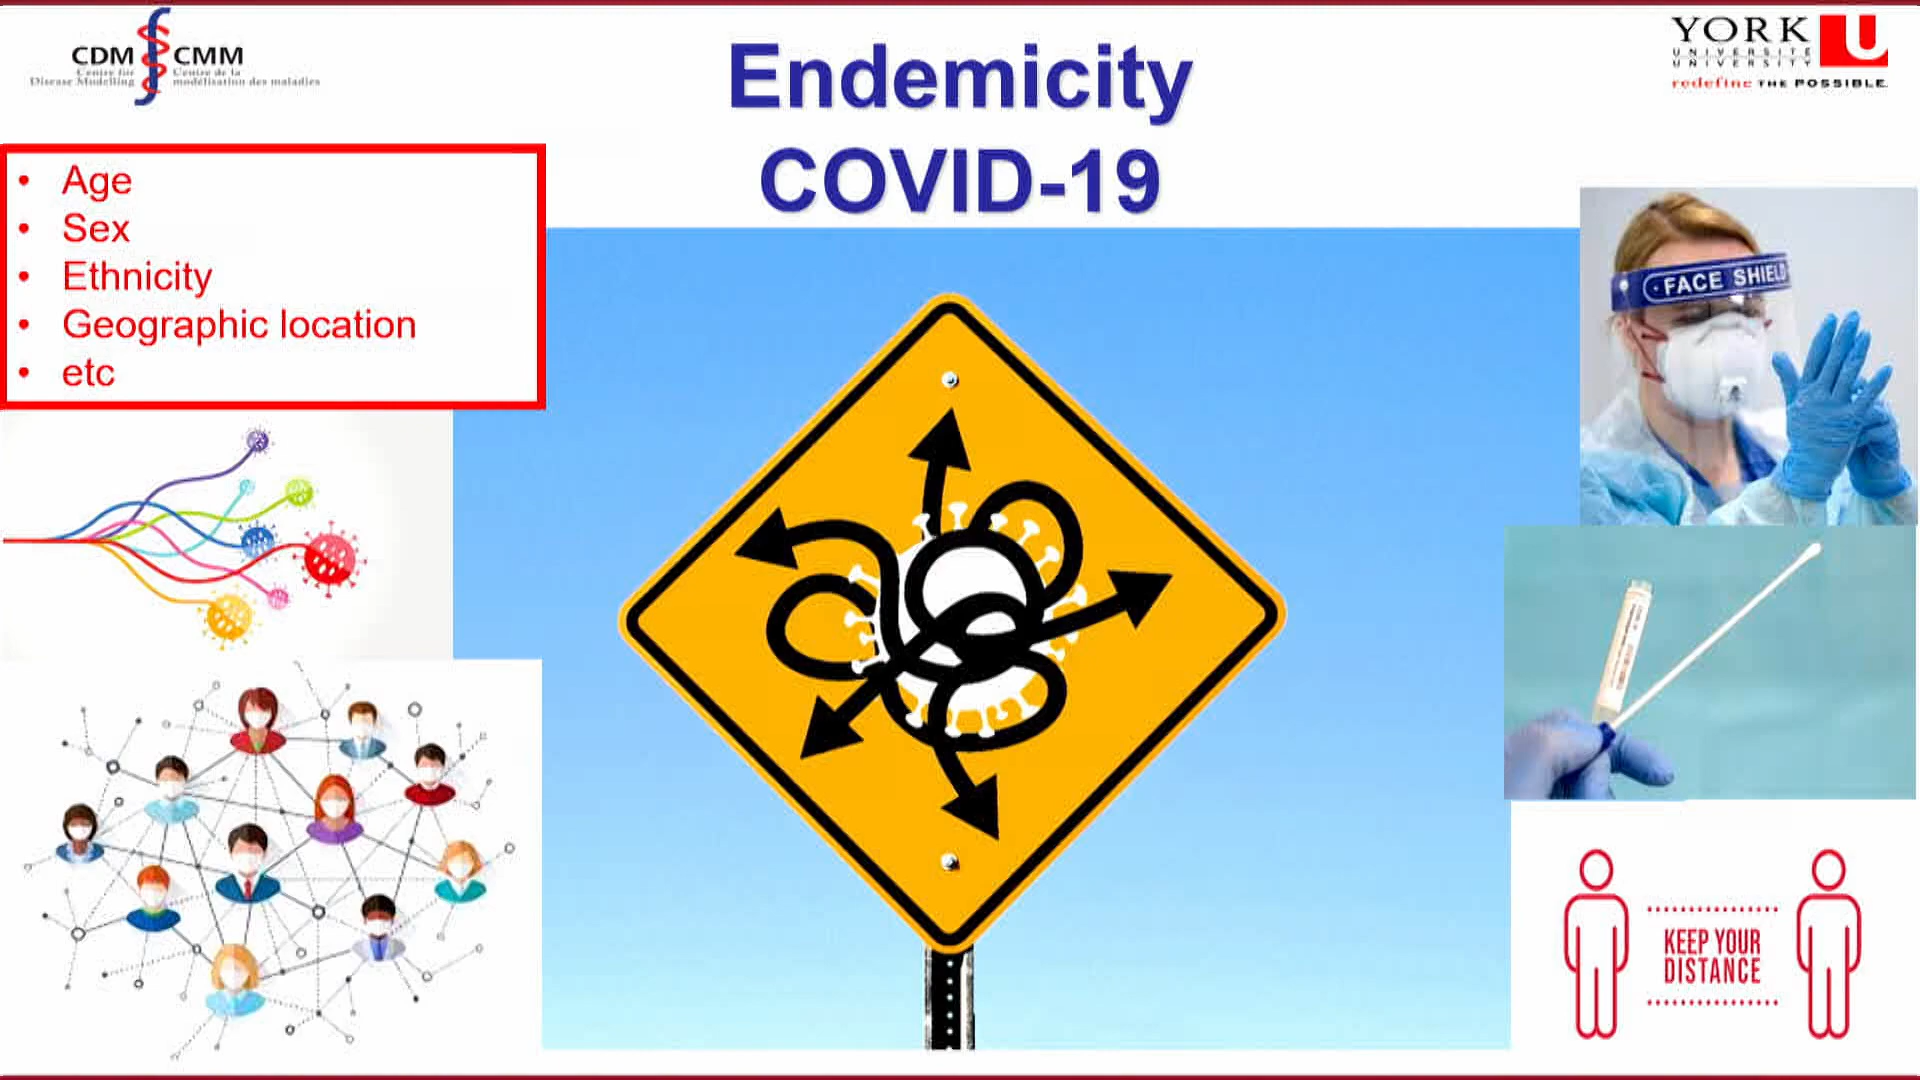 CDM CMM
Centre for Centre de la
Disease Modelling modélisation des maladies
Endemicity
COVID-19
YORK U
UNIVERSITÉ
UNIVERSITY
redefine THE POSSIBLE.
• Age
• Sex
• Ethnicity
• Geographic location
• etc
FACE SHIELD
KEEP YOUR
DISTANCE